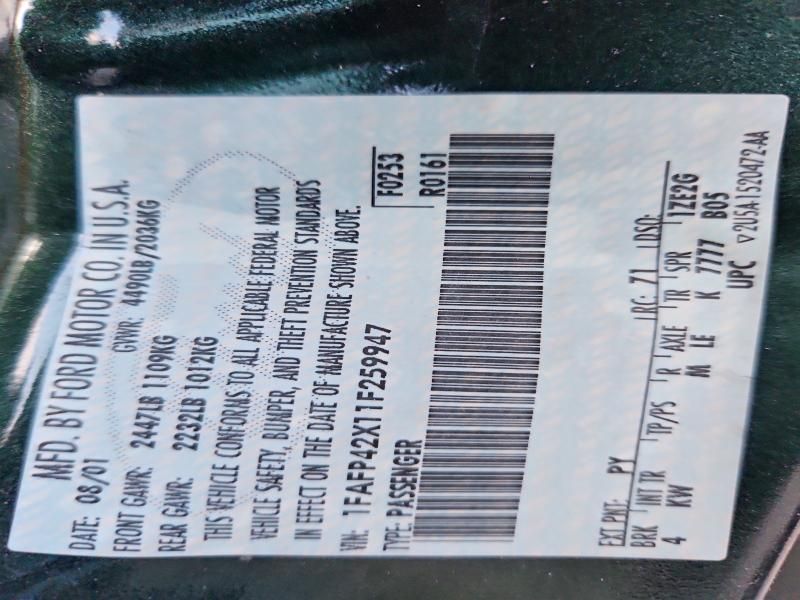 MFD. BY FORD MOTOR CO. IN U.S.A.
DATE: 08/01 GVWR: 4490LB/2036KG
FRONT GAWR: 2447LB 1109KG
REAR GAWR: 2232LB 1012KG
THIS VEHICLE CONFORMS TO ALL APPLICABLE FEDERAL MOTOR
VEHICLE SAFETY, BUMPER, AND THEFT PREVENTION STANDARDS
IN EFFECT ON THE DATE OF MANUFACTURE SHOWN ABOVE.
VIN: 1FAFP42X11F259947 F0253
TYPE: PASSENGER R0161
EXT PNT: PY RC: 71 DSO:
BRK INT TR TP/PS R AXLE TR SPR 1ZE2G
4 KW M LE K 7777 B05
UPC ▽2U5A-1520472-AA